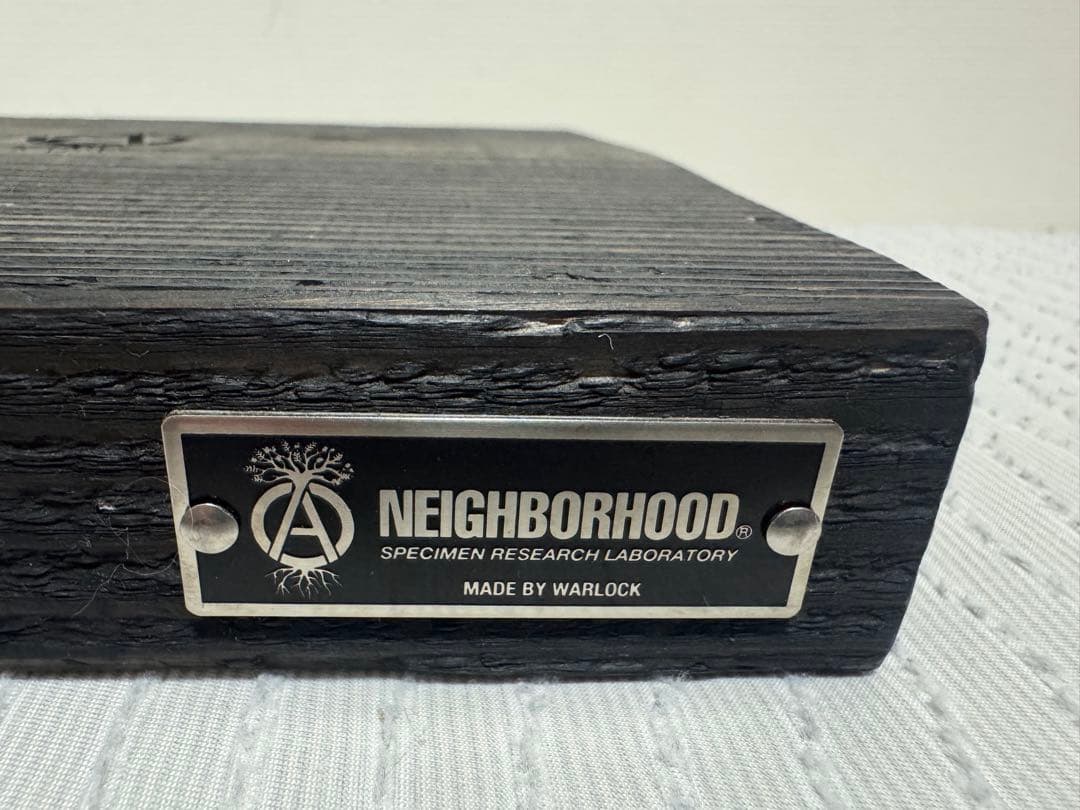 A
NEIGHBORHOOD®
SPECIMEN RESEARCH LABORATORY
MADE BY WARLOCK